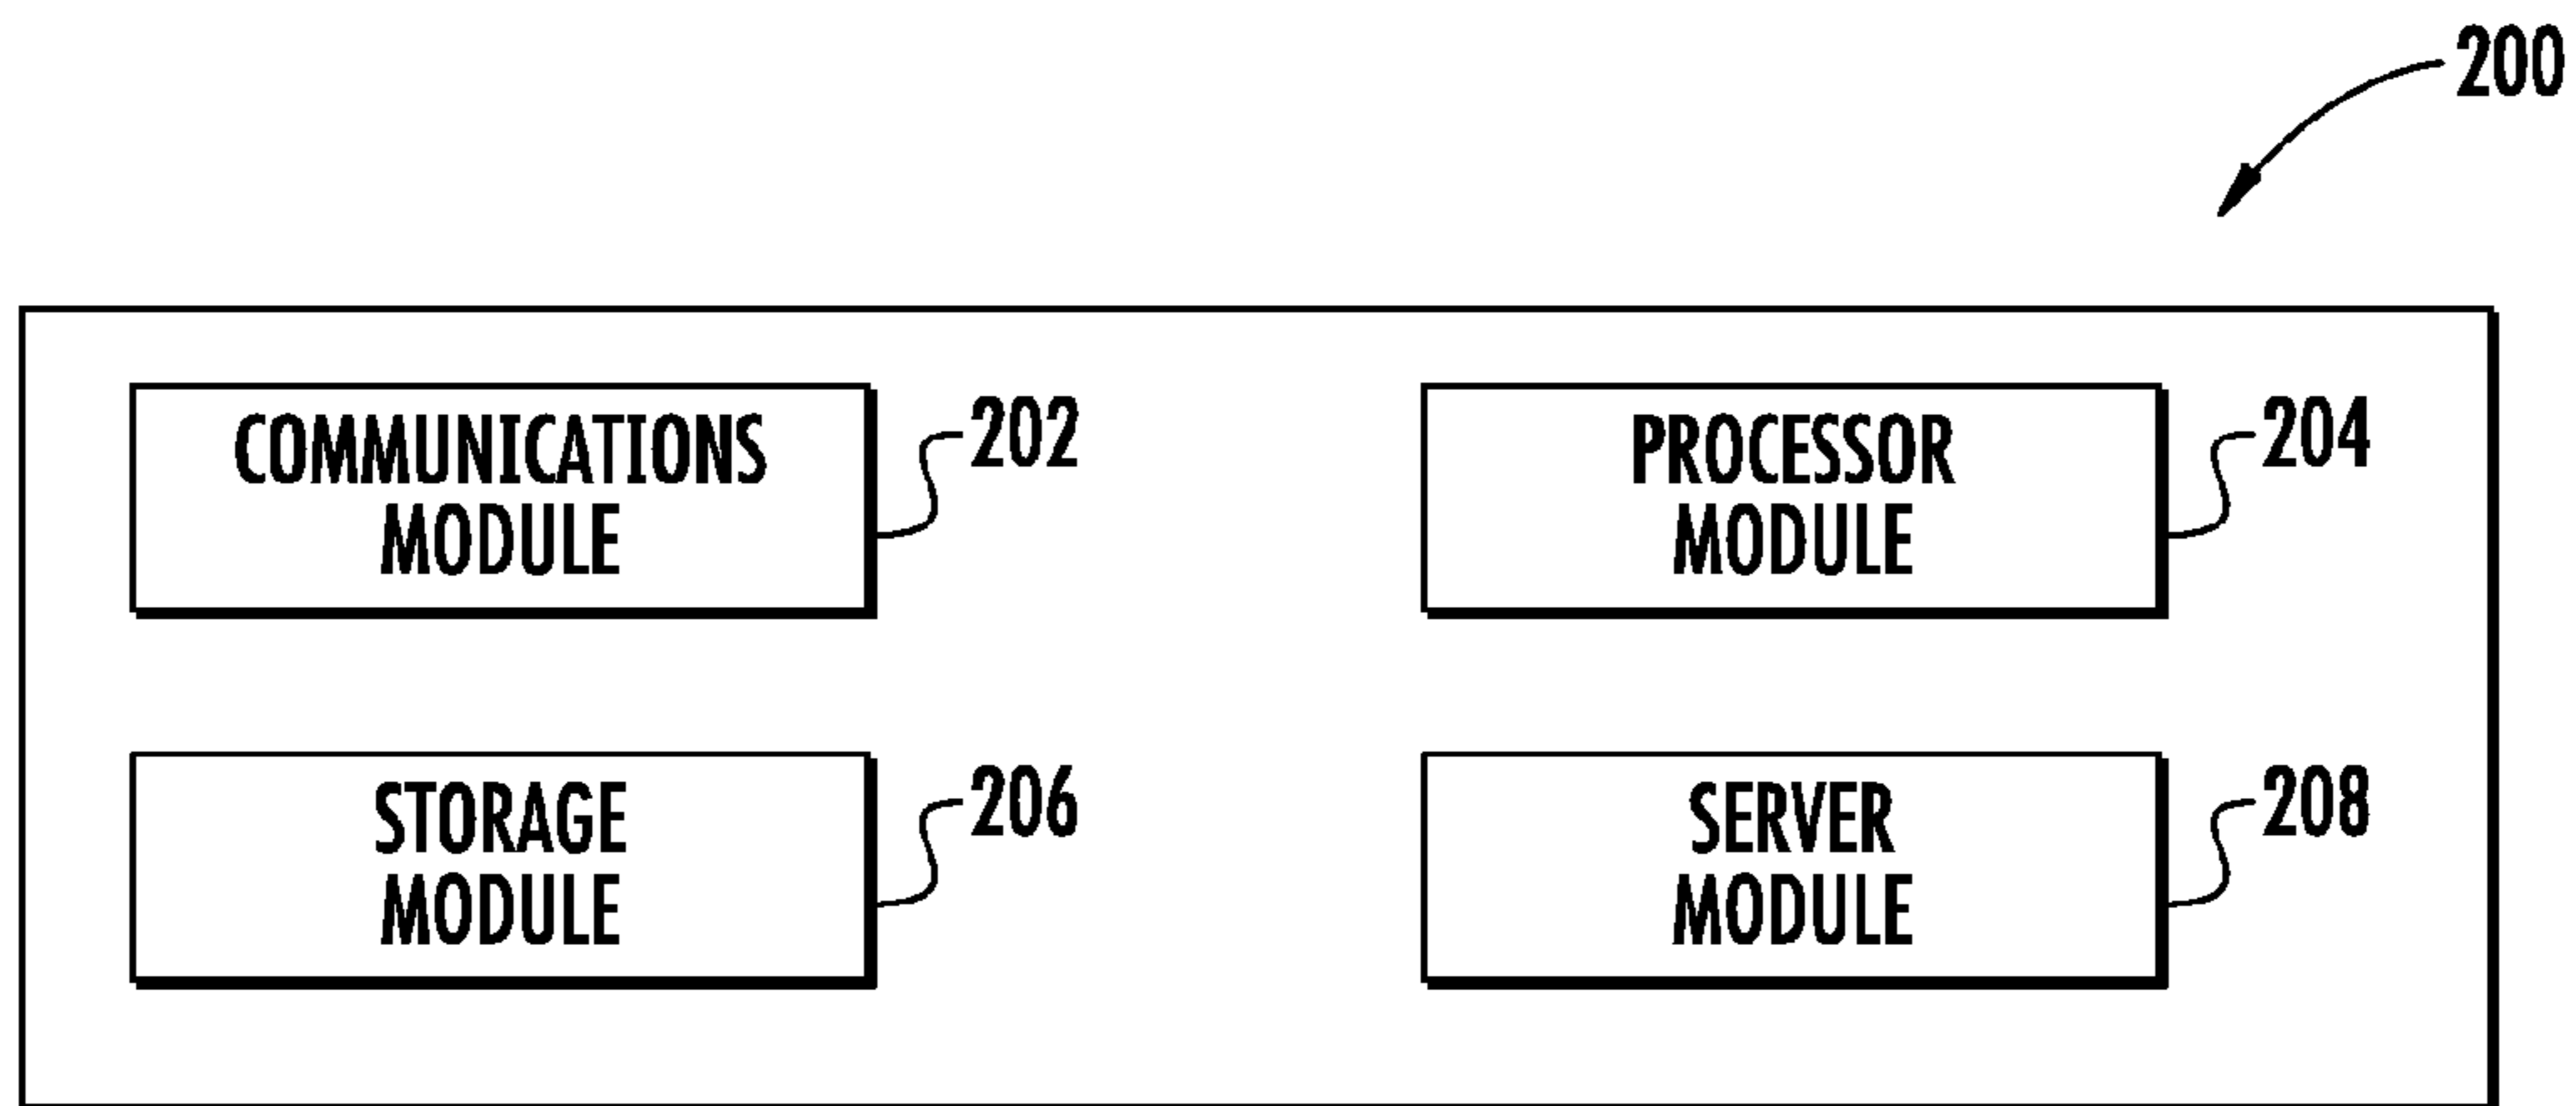 200
COMMUNICATIONS
MODULE
202
PROCESSOR
MODULE
204
STORAGE
MODULE
206
SERVER
MODULE
208